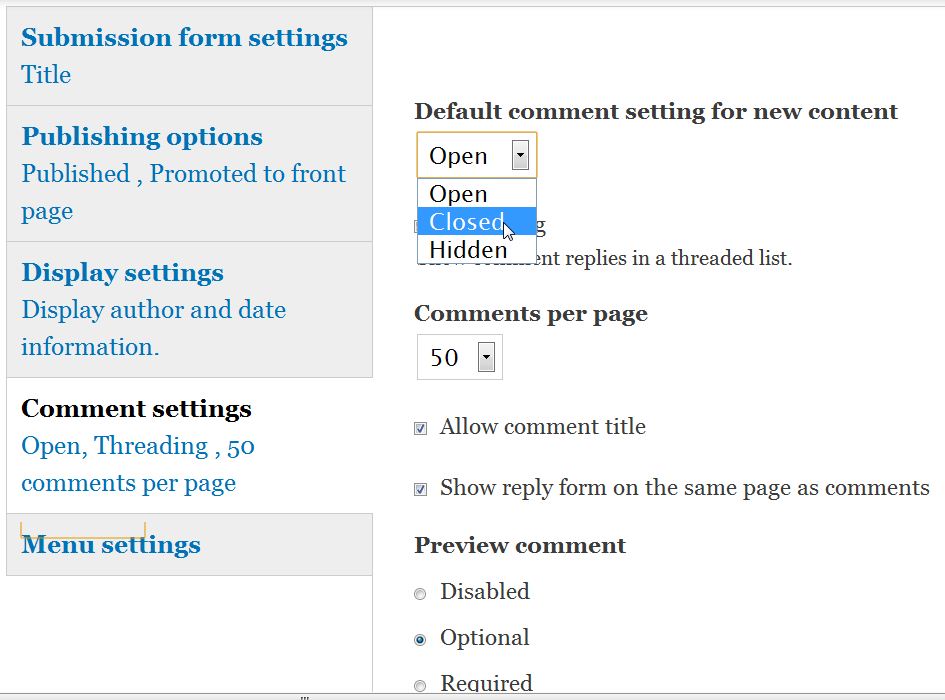 Submission form settings
Title
Publishing options
Published , Promoted to front
page
Display settings
Display author and date
information.
Comment settings
Open, Threading , 50
comments per page
Menu settings
Default comment setting for new content
Open
Open
Closed
Hidden
replies in a threaded list.
Comments per page
50
Allow comment title
Show reply form on the same page as comments
Preview comment
Disabled
Optional
Required